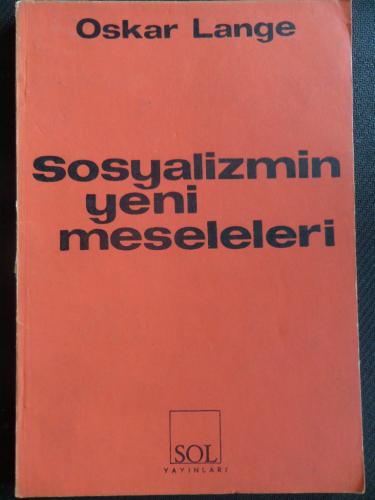 Oskar Lange
Sosyalizmin
yeni
meseleleri
SOL
YAYINLARI